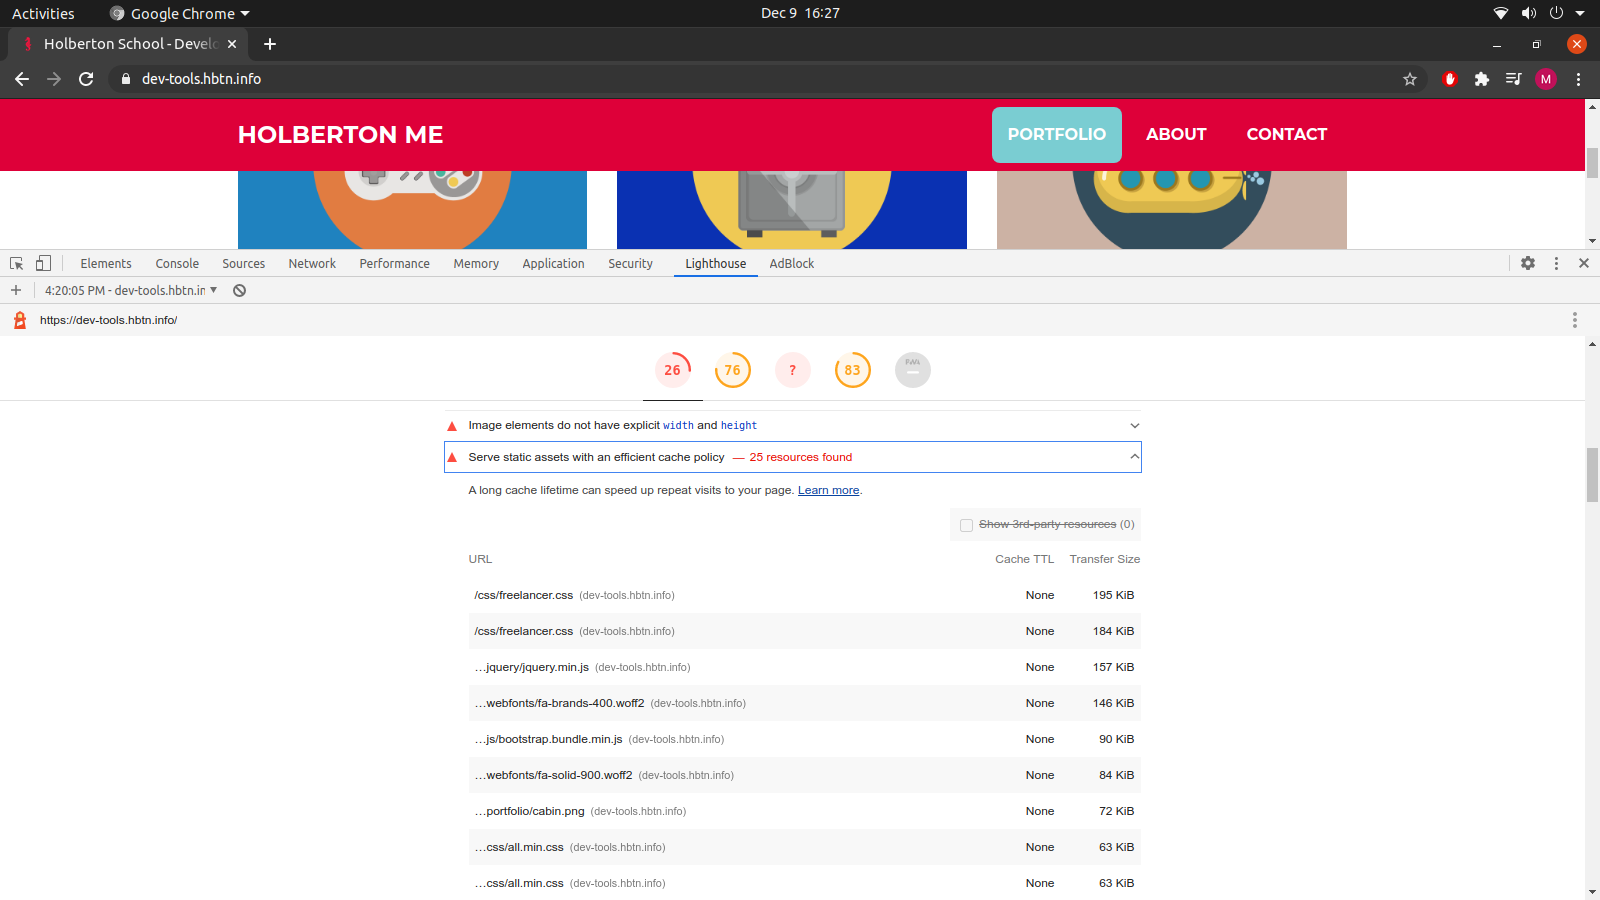 Activities Google Chrome Dec 9 16:27
Holberton School - Develo
dev-tools.hbtn.info M
HOLBERTON ME PORTFOLIO ABOUT CONTACT
Elements Console Sources Network Performance Memory Application Security Lighthouse AdBlock
4:20:05 PM - dev-tools.hbtn.in
https://dev-tools.hbtn.info/
26 76 ? 83 PWA
Image elements do not have explicit width and height
Serve static assets with an efficient cache policy — 25 resources found
A long cache lifetime can speed up repeat visits to your page. Learn more.
Show 3rd-party resources (0)
URL Cache TTL Transfer Size
/css/freelancer.css (dev-tools.hbtn.info) None 195 KiB
/css/freelancer.css (dev-tools.hbtn.info) None 184 KiB
…jquery/jquery.min.js (dev-tools.hbtn.info) None 157 KiB
…webfonts/fa-brands-400.woff2 (dev-tools.hbtn.info) None 146 KiB
…js/bootstrap.bundle.min.js (dev-tools.hbtn.info) None 90 KiB
…webfonts/fa-solid-900.woff2 (dev-tools.hbtn.info) None 84 KiB
…portfolio/cabin.png (dev-tools.hbtn.info) None 72 KiB
…css/all.min.css (dev-tools.hbtn.info) None 63 KiB
…css/all.min.css (dev-tools.hbtn.info) None 63 KiB